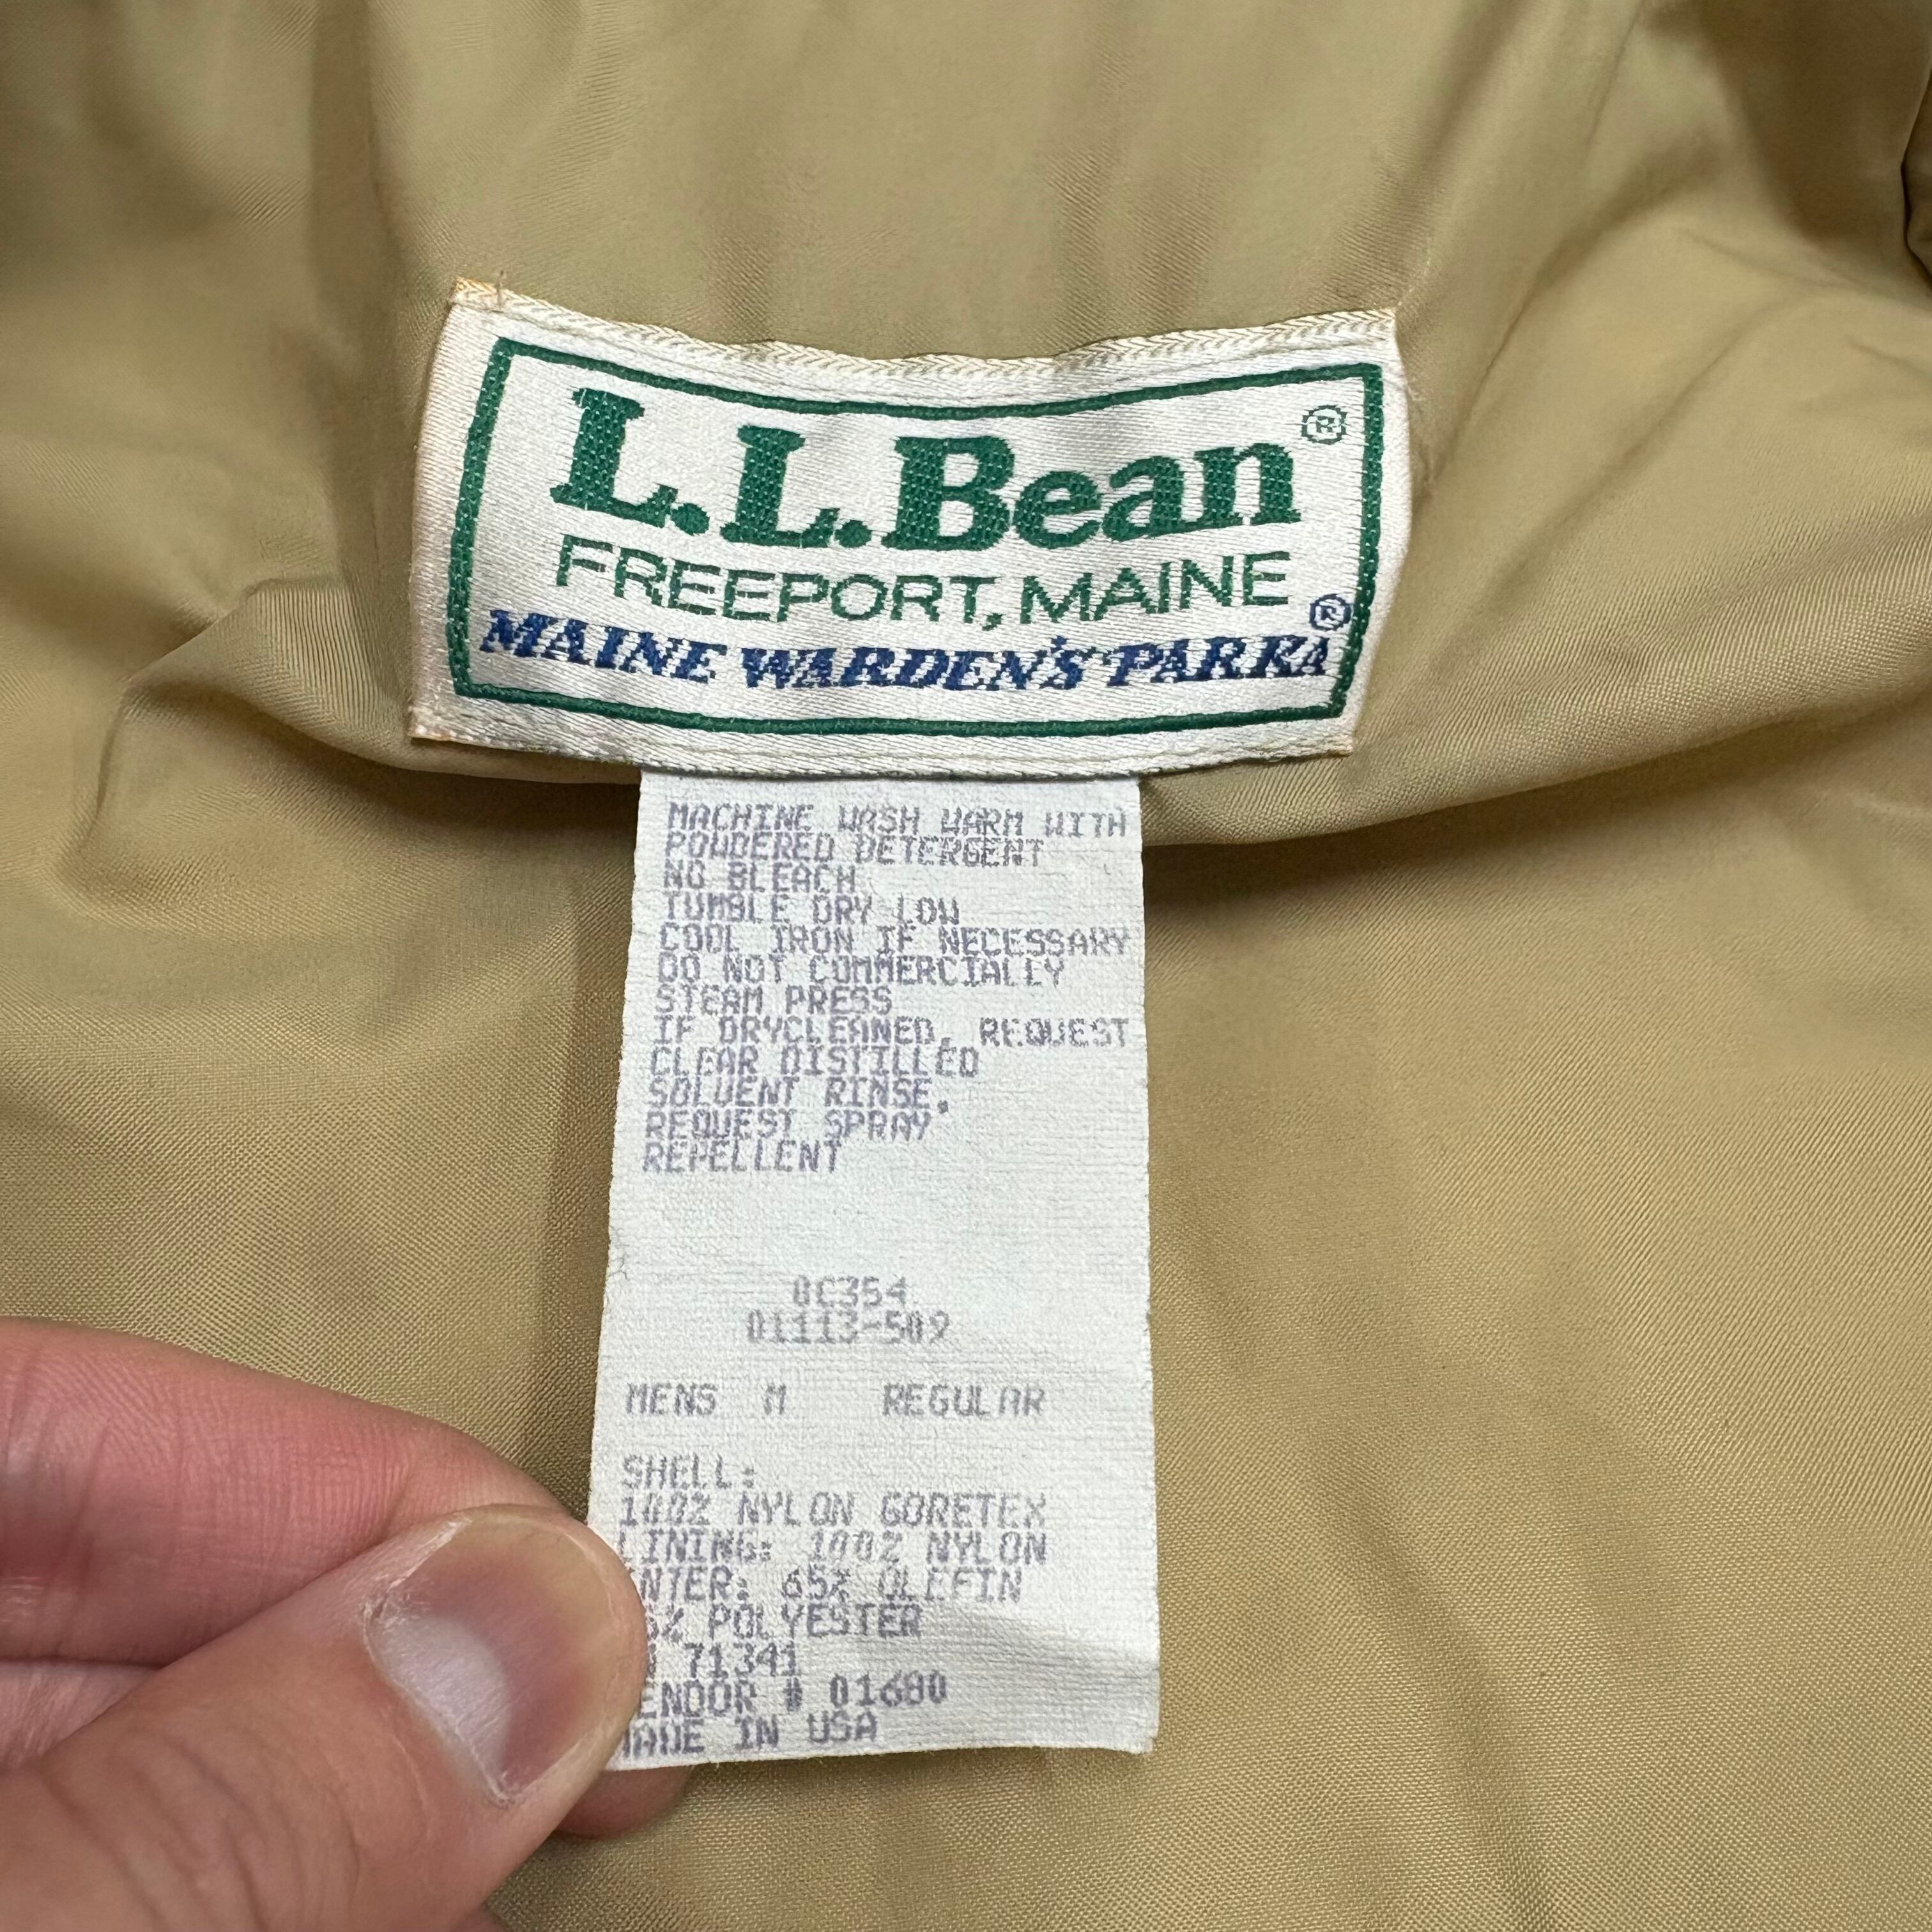 L.L.Bean®
FREEPORT, MAINE
MAINE WARDEN'S PARKA®
MACHINE WASH WARM WITH
POWDERED DETERGENT
NO BLEACH
TUMBLE DRY LOW
COOL IRON IF NECESSARY
DO NOT COMMERCIALLY
STEAM PRESS
IF DRYCLEANED, REQUEST
CLEAR DISTILLED
SOLVENT RINSE.
REQUEST SPRAY
REPELLENT
0C354
01113-509
MENS M REGULAR
SHELL:
100% NYLON GORETEX
LINING: 100% NYLON
NTER: 65% OLEFIN
% POLYESTER
71341
ENDOR # 01680
MADE IN USA